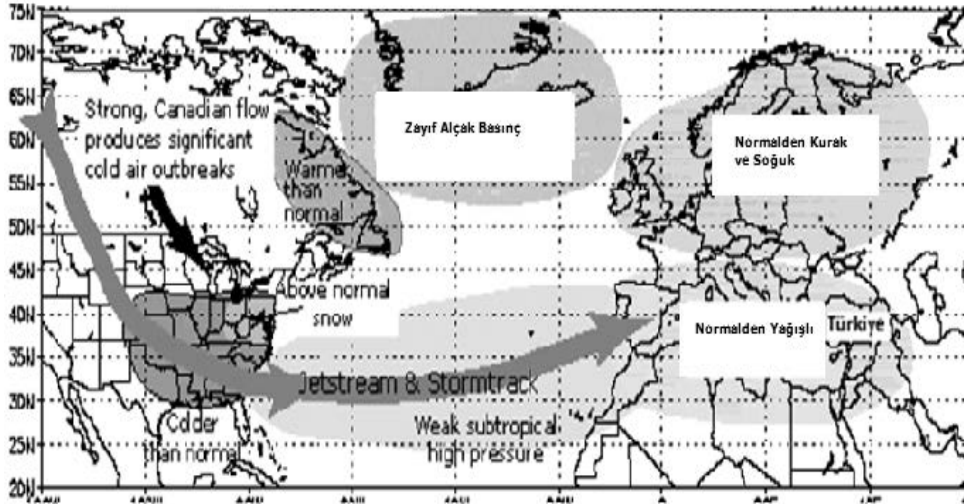 75N
70N
65N
60N
55N
50N
45N
40N
35N
30N
25N
20N
Strong, Canadian flow
produces significant
cold air outbreaks
Warmer
than
normal
Above normal
snow
Colder
than normal
Jetstream & Stormtrack
Weak subtropical
high pressure
Zayıf Alçak Basınç
Normalden Kurak
ve Soğuk
Normalden Yağışlı
Türkiye